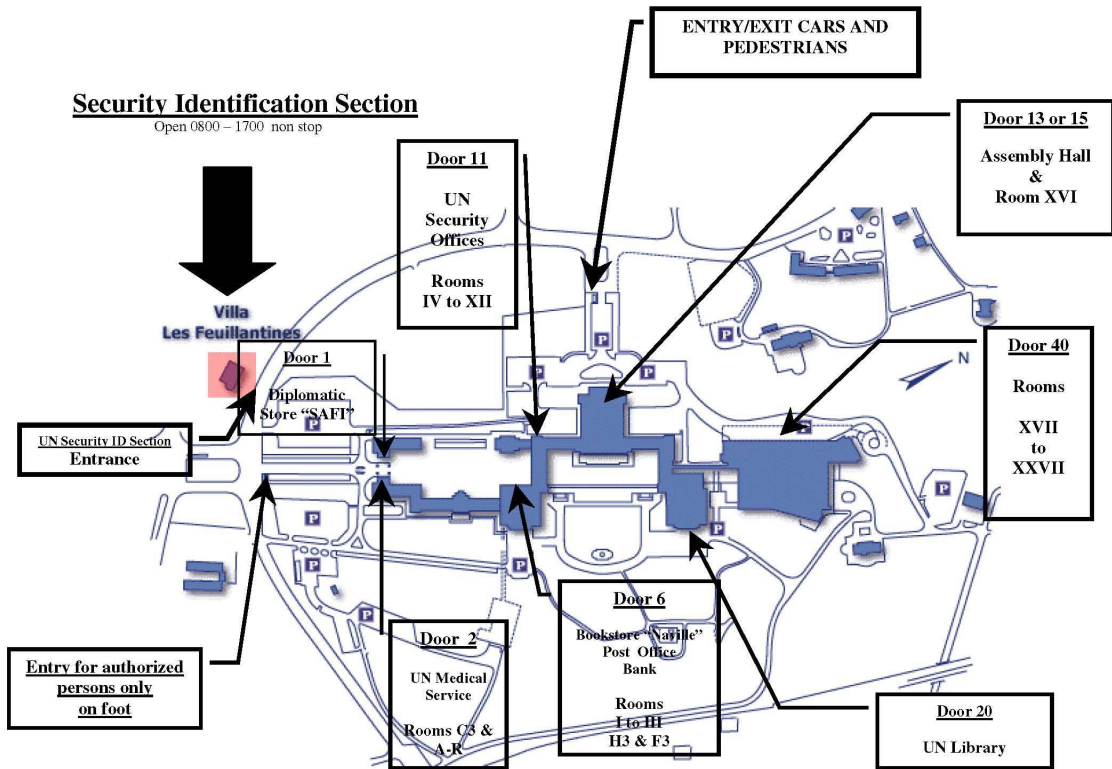 ENTRY/EXIT CARS AND
PEDESTRIANS
Security Identification Section
Open 0800 – 1700 non stop
Door 13 or 15
Assembly Hall
&
Room XVI
Door 11
UN
Security
Offices
Rooms
IV to XII
Villa
Les Feuillantines
Door 1
Diplomatic
Store "SAFI"
Door 40
Rooms
XVII
to
XXVII
N
UN Security ID Section
Entrance
P
P
P
P
P
P
P
P
P
P
P
P
P
Entry for authorized
persons only
on foot
Door 2
UN Medical
Service
Rooms C3 &
A-R
Door 6
Bookstore "Naville"
Post Office
Bank
Rooms
I to III
H3 & F3
Door 20
UN Library